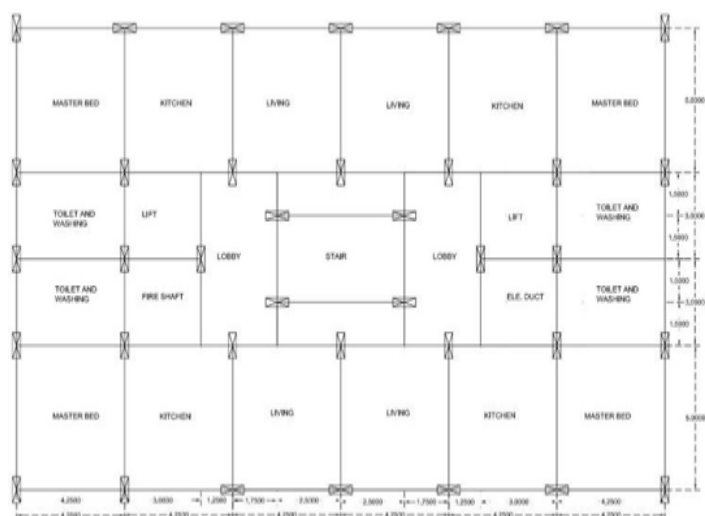 MASTER BED
KITCHEN
LIVING
LIVING
KITCHEN
MASTER BED
5,0000
TOILET AND
WASHING
LIFT
LOBBY
STAIR
LOBBY
LIFT
TOILET AND
WASHING
1,5000
3,0000
1,5000
TOILET AND
WASHING
FIRE SHAFT
ELE. DUCT
TOILET AND
WASHING
1,5000
3,0000
1,5000
MASTER BED
KITCHEN
LIVING
LIVING
KITCHEN
MASTER BED
5,0000
4,2500
3,0000
1,2500
1,7500
2,5000
2,5000
1,7500
1,2500
3,0000
4,2500
4,2500
4,2500
4,2500
4,2500
4,2500
4,2500